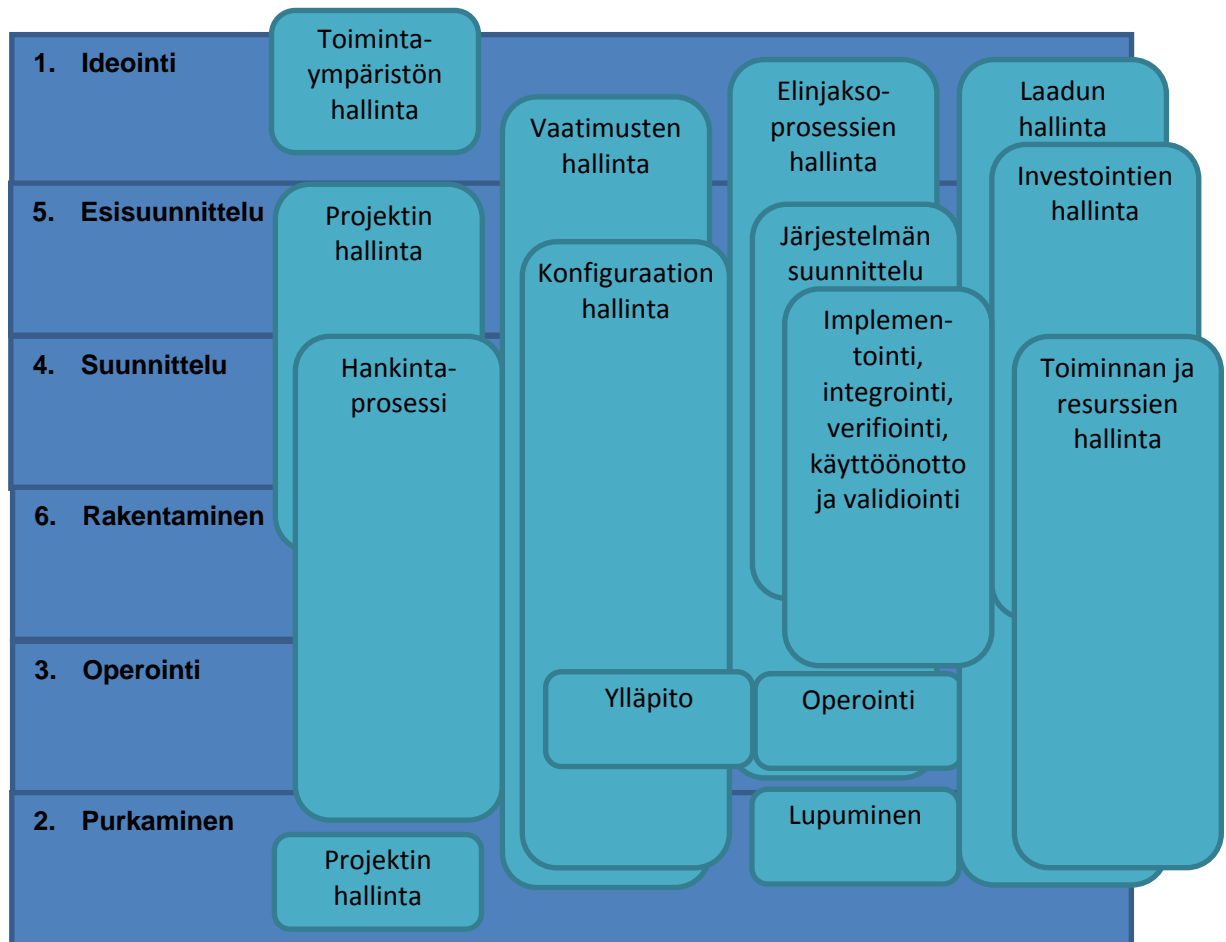 1. Ideointi
Toiminta-
ympäristön
hallinta
Vaatimusten
hallinta
Elinjakso-
prosessien
hallinta
Laadun
hallinta
Investointien
hallinta
5. Esisuunnittelu
Projektin
hallinta
Konfiguraation
hallinta
Järjestelmän
suunnittelu
Implemen-
tointi,
integrointi,
verifiointi,
käyttöönotto
ja validiointi
4. Suunnittelu
Hankinta-
prosessi
Toiminnan ja
resurssien
hallinta
6. Rakentaminen
3. Operointi
Ylläpito
Operointi
2. Purkaminen
Lupuminen
Projektin
hallinta